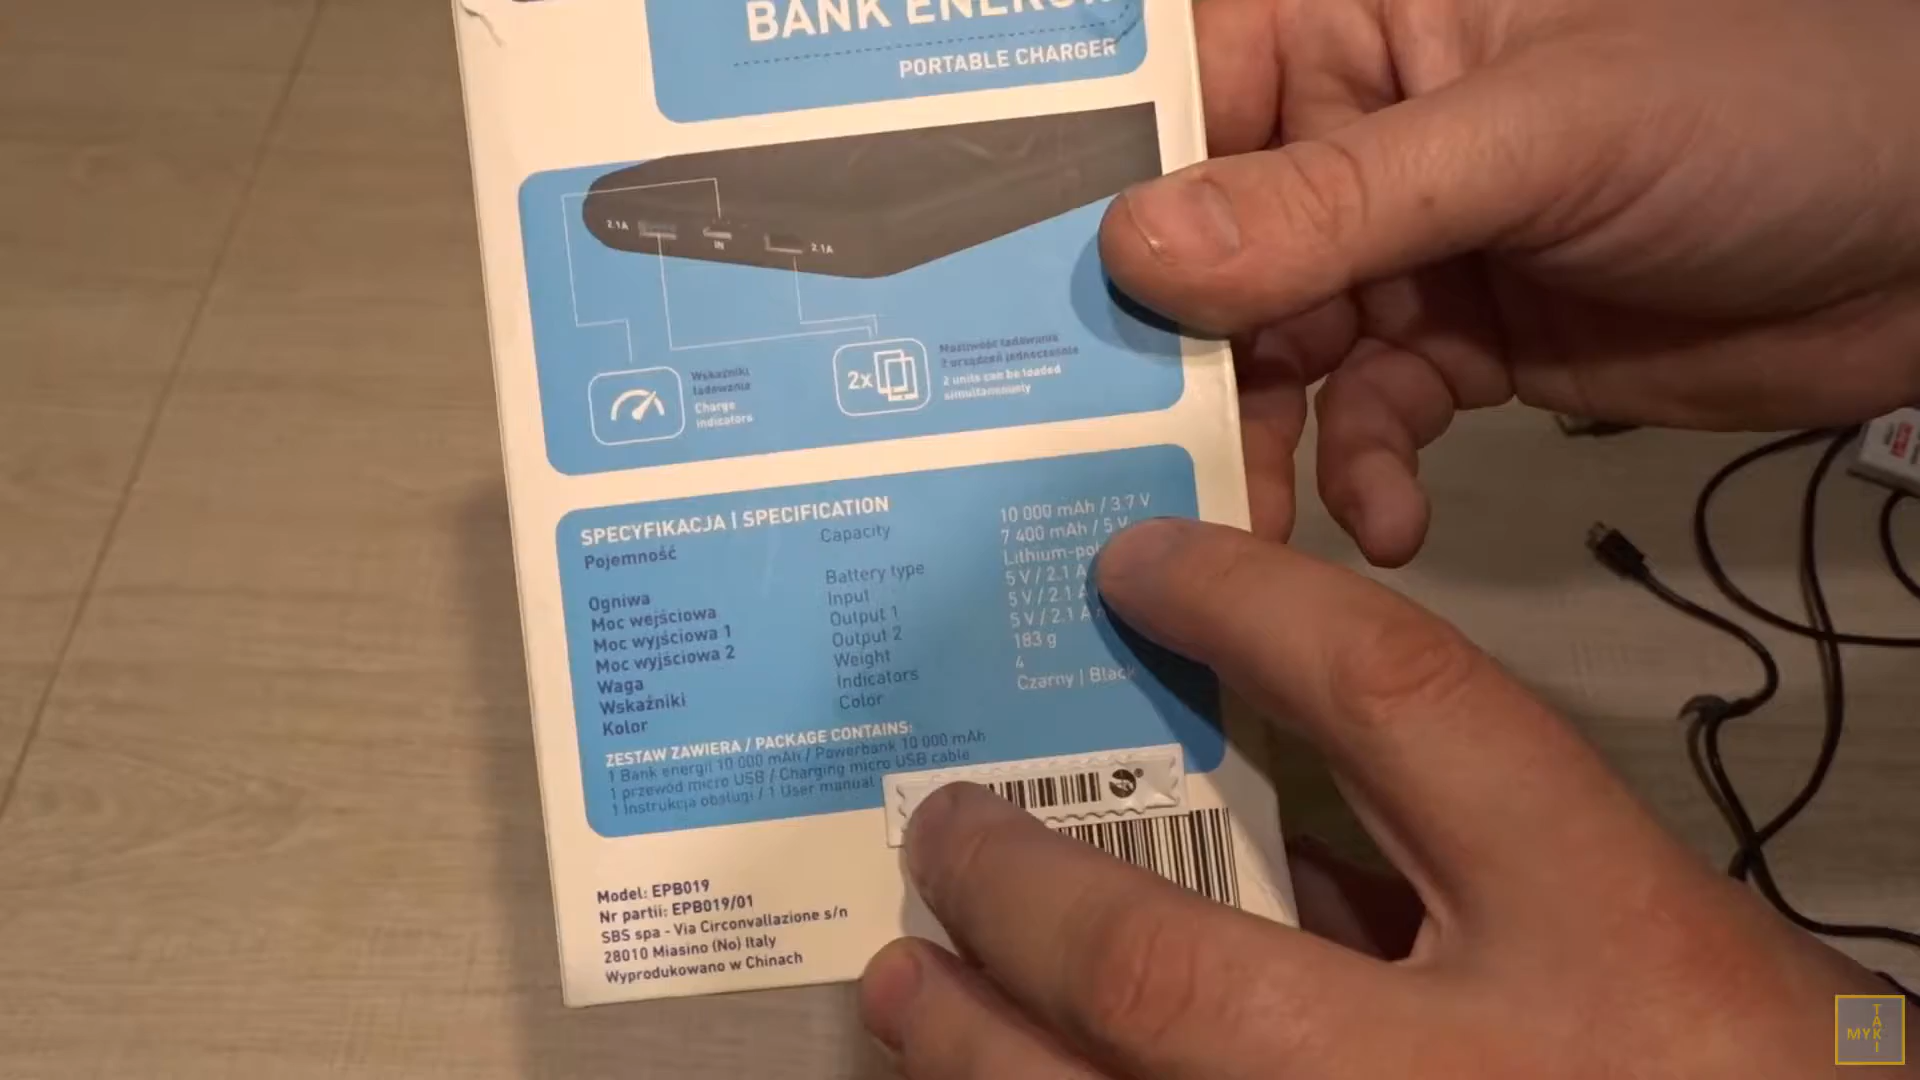 BANK ENERGII
PORTABLE CHARGER
2.1A
IN
2.1A
Wskaźniki
ładowania
Charge
indicators
2x
Możliwość ładowania
2 urządzeń jednocześnie
2 units can be loaded
simultanously
SPECYFIKACJA | SPECIFICATION
Pojemność Capacity 10 000 mAh / 3.7 V
7 400 mAh / 5 V
Ogniwa Battery type
Moc wejściowa Input 5 V / 2.1 A
Moc wyjściowa 1 Output 1 5 V / 2.1 A
Moc wyjściowa 2 Output 2 5 V / 2.1 A
Waga Weight 183 g
Wskaźniki Indicators 4
Kolor Color Czarny | Black
ZESTAW ZAWIERA / PACKAGE CONTAINS:
1 Bank energii 10 000 mAh / Powerbank 10 000 mAh
1 przewód micro USB / Charging micro USB cable
1 Instrukcja obsługi / 1 User manual
Model: EPB019
Nr partii: EPB019/01
SBS spa - Via Circonvallazione s/n
28010 Miasino (No) Italy
Wyprodukowano w Chinach
MYK
TAKI